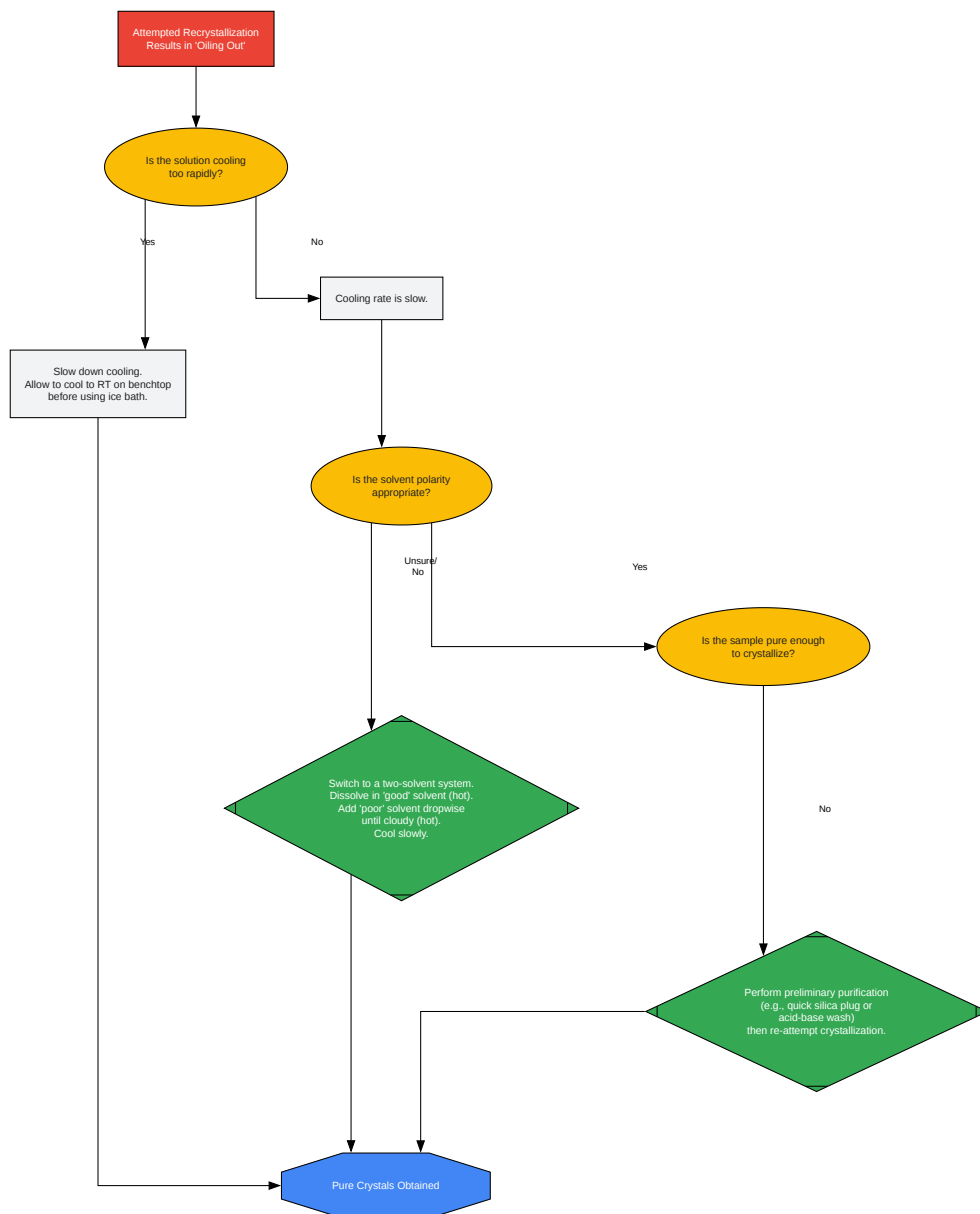 Attempted Recrystallization
Results in 'Oiling Out'
Is the solution cooling
too rapidly?
Yes
No
Cooling rate is slow.
Slow down cooling.
Allow to cool to RT on benchtop
before using ice bath.
Is the solvent polarity
appropriate?
Unsure/
No
Yes
Is the sample pure enough
to crystallize?
Switch to a two-solvent system.
Dissolve in 'good' solvent (hot).
Add 'poor' solvent dropwise
until cloudy (hot).
Cool slowly.
No
Perform preliminary purification
(e.g., quick silica plug or
acid-base wash)
then re-attempt crystallization.
Pure Crystals Obtained